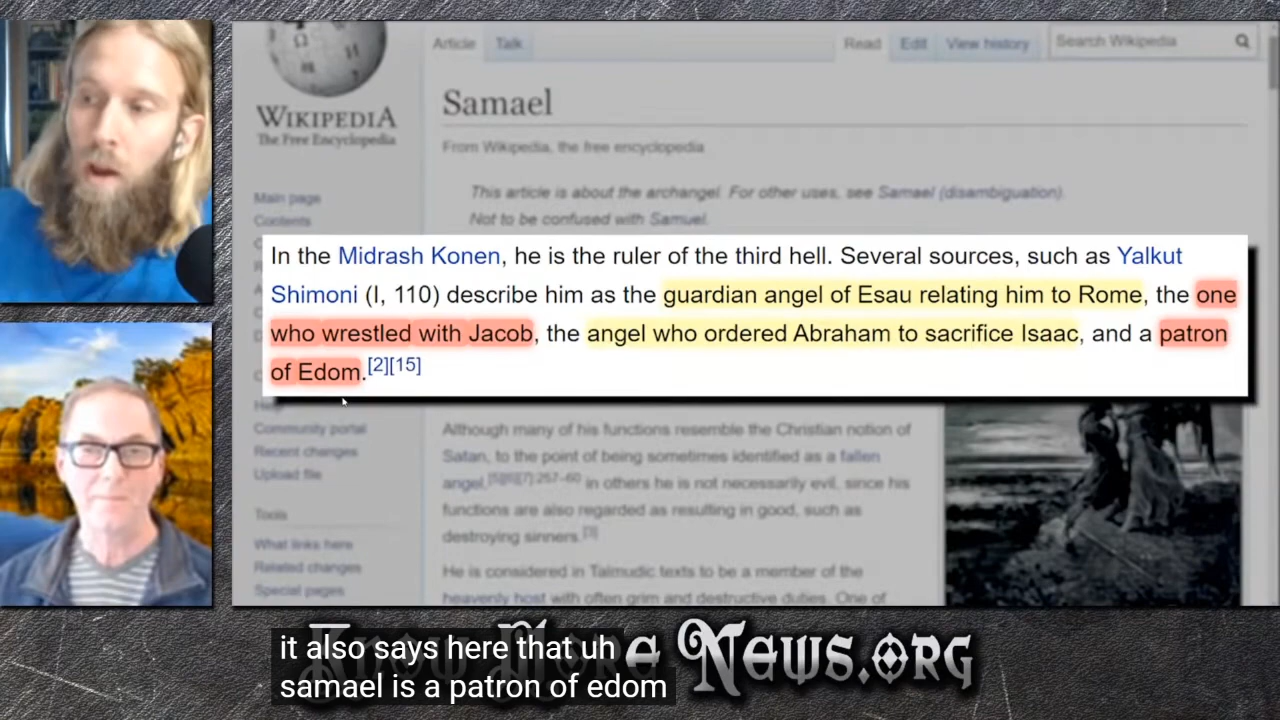 Article Talk Read Edit View history Search Wikipedia
WIKIPEDIA
The Free Encyclopedia
Samael
From Wikipedia, the free encyclopedia
Main page
Contents
This article is about the archangel. For other uses, see Samael (disambiguation).
Not to be confused with Samuel.
In the Midrash Konen, he is the ruler of the third hell. Several sources, such as Yalkut
Shimoni (I, 110) describe him as the guardian angel of Esau relating him to Rome, the one
who wrestled with Jacob, the angel who ordered Abraham to sacrifice Isaac, and a patron
of Edom.[2][15]
Help
Community portal
Recent changes
Upload file
Tools
What links here
Related changes
Special pages
Although many of his functions resemble the Christian notion of
Satan, to the point of being sometimes identified as a fallen
angel,[5][6][7]:257–60 in others he is not necessarily evil, since his
functions are also regarded as resulting in good, such as
destroying sinners.[3]
He is considered in Talmudic texts to be a member of the
heavenly host with often grim and destructive duties. One of
Know More News.org
it also says here that uh
samael is a patron of edom